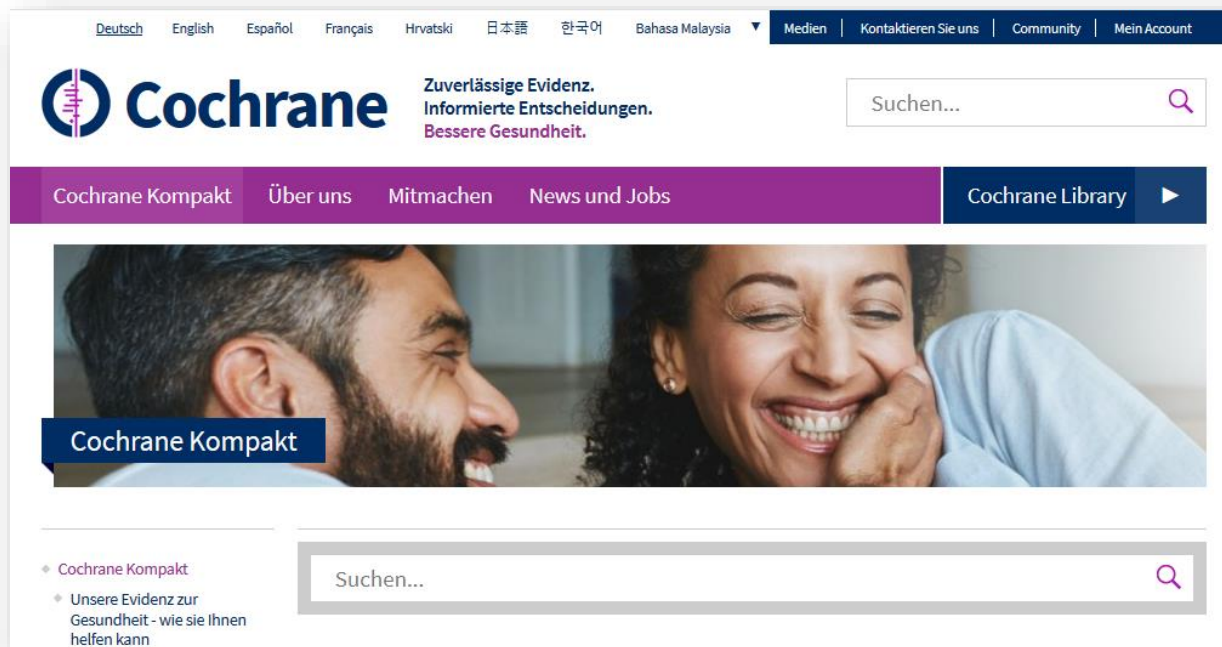 Deutsch English Español Français Hrvatski 日本語 한국어 Bahasa Malaysia ▼ Medien | Kontaktieren Sie uns | Community | Mein Account
Cochrane
Zuverlässige Evidenz.
Informierte Entscheidungen.
Bessere Gesundheit.
Suchen...
Cochrane Kompakt Über uns Mitmachen News und Jobs Cochrane Library ►
Cochrane Kompakt
Cochrane Kompakt
Unsere Evidenz zur
Gesundheit - wie sie Ihnen
helfen kann
Suchen...